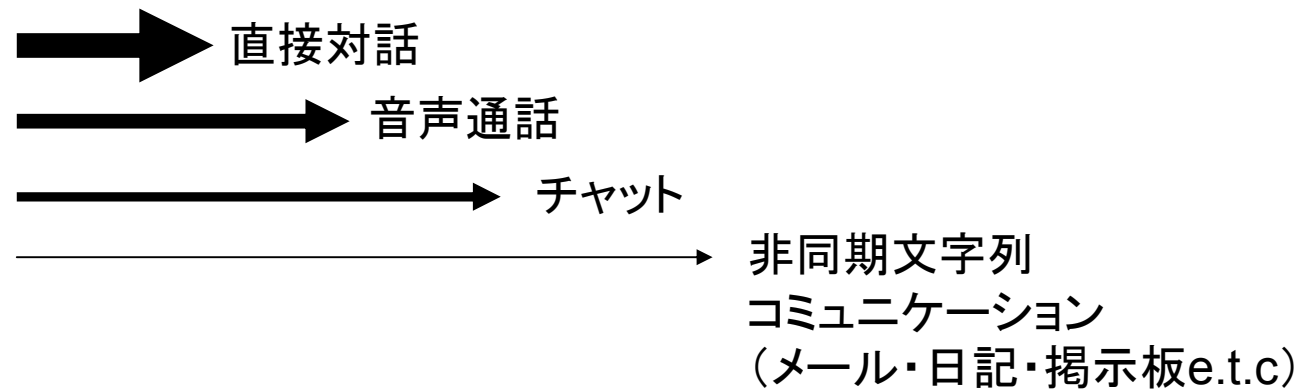 直接対話
音声通話
チャット
非同期文字列
コミュニケーション
（メール・日記・掲示板e.t.c）